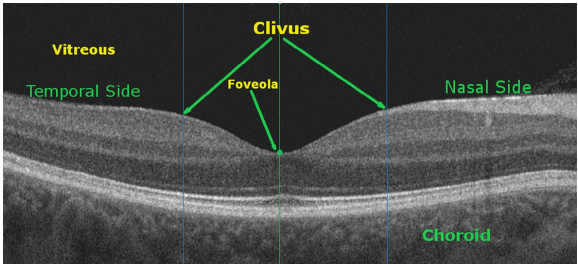 Clivus
Vitreous
Foveola
Temporal Side
Nasal Side
Choroid